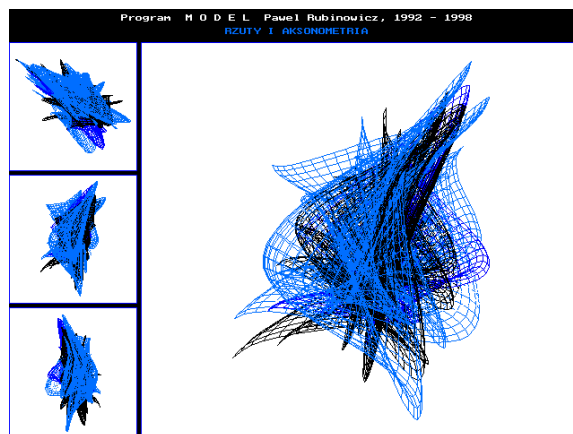 Program M O D E L Pawel Rubinowicz, 1992 - 1998
RZUTY I AKSONOMETRIA